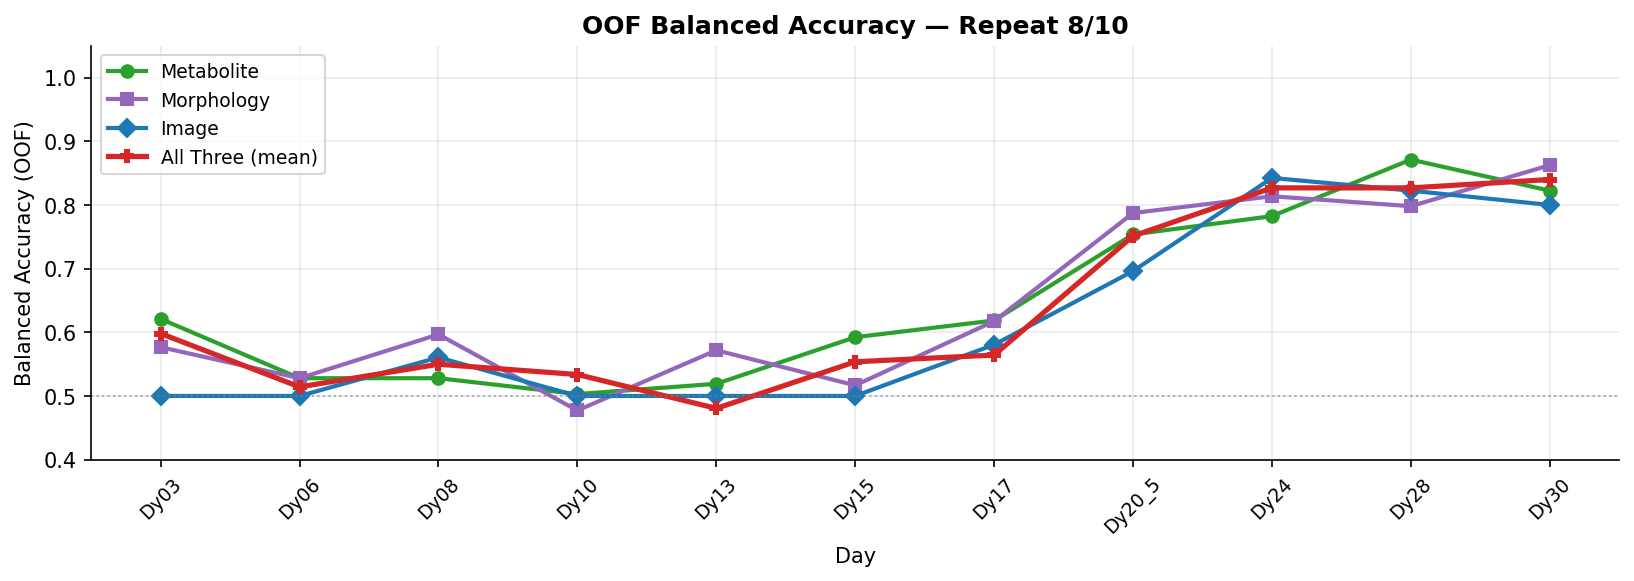 OOF Balanced Accuracy — Repeat 8/10
Metabolite
Morphology
Image
All Three (mean)
Balanced Accuracy (OOF)
1.0
0.9
0.8
0.7
0.6
0.5
0.4
Dy03
Dy06
Dy08
Dy10
Dy13
Dy15
Dy17
Dy20_5
Dy24
Dy28
Dy30
Day